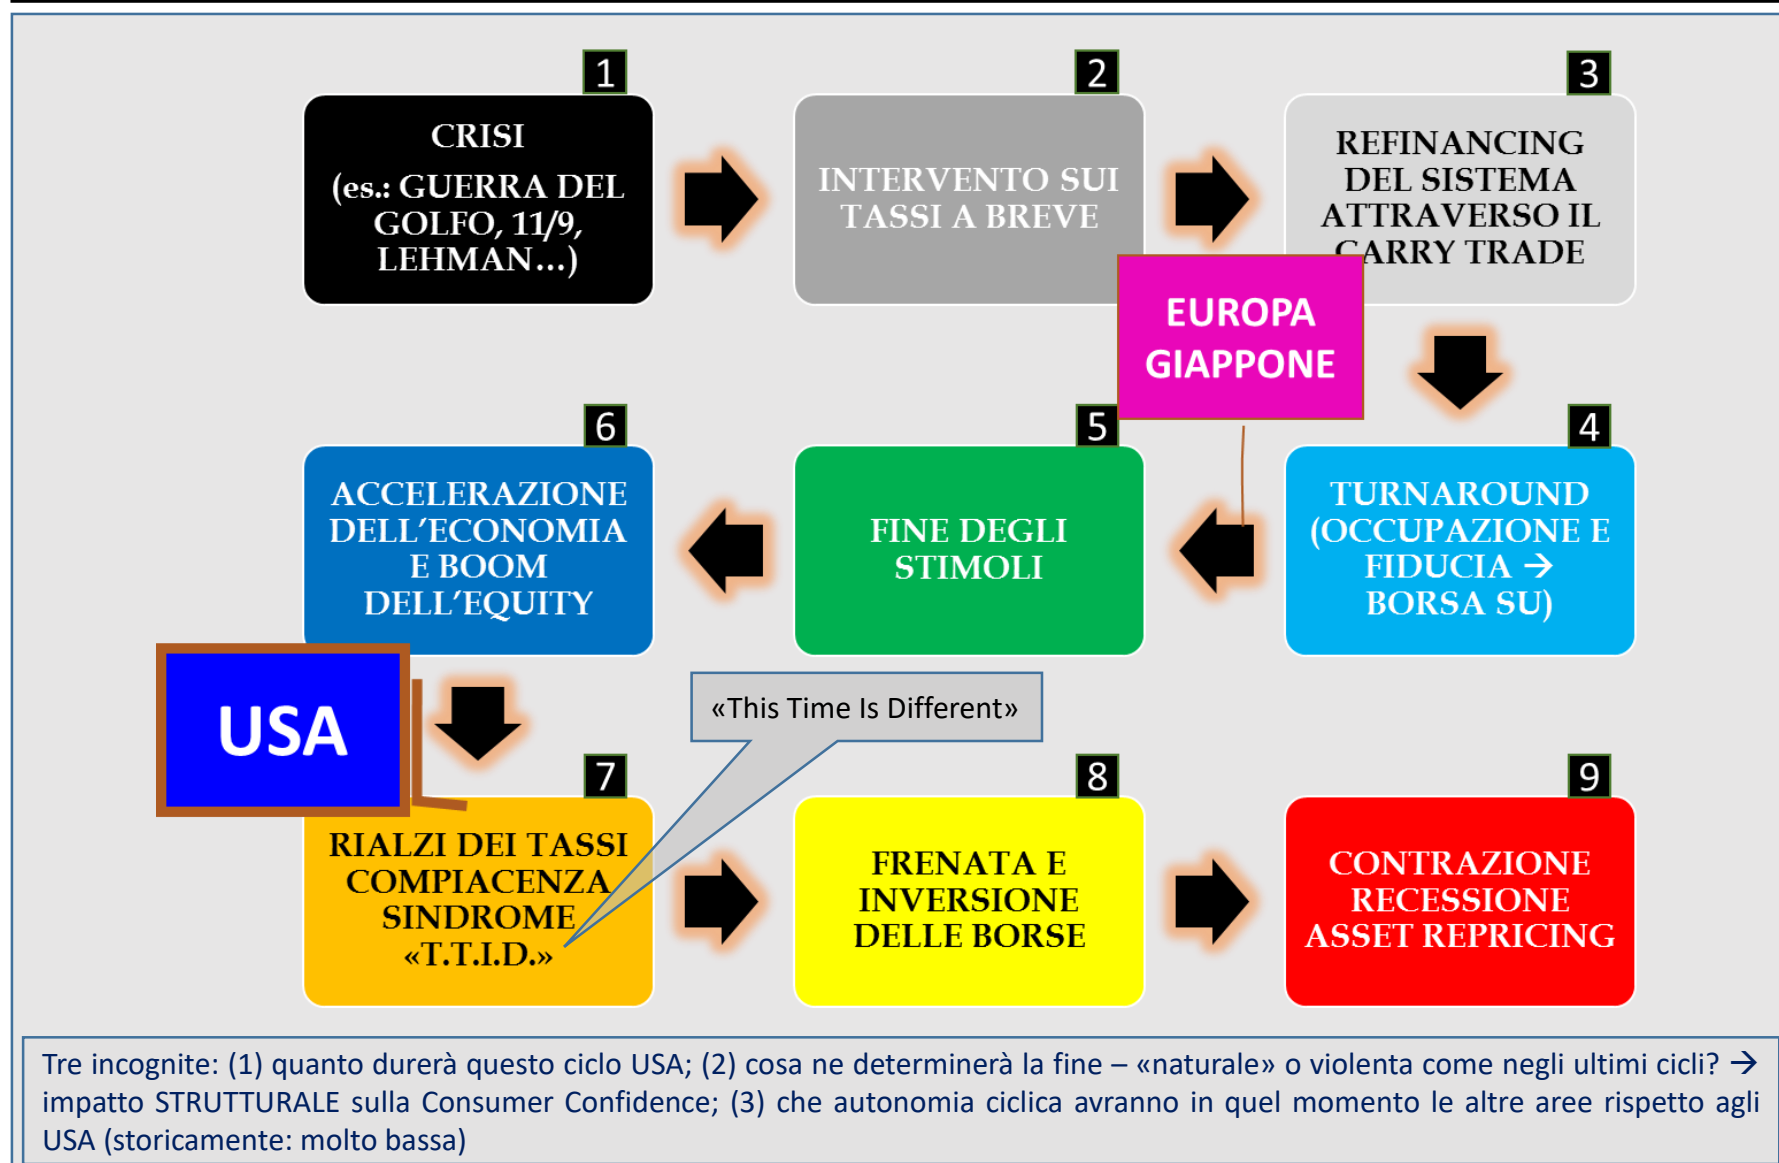 1
CRISI
(es.: GUERRA DEL
GOLFO, 11/9,
LEHMAN…)
2
INTERVENTO SUI
TASSI A BREVE
3
REFINANCING
DEL SISTEMA
ATTRAVERSO IL
CARRY TRADE
EUROPA
GIAPPONE
4
TURNAROUND
(OCCUPAZIONE E
FIDUCIA →
BORSA SU)
5
FINE DEGLI
STIMOLI
6
ACCELERAZIONE
DELL’ECONOMIA
E BOOM
DELL’EQUITY
USA
«This Time Is Different»
7
RIALZI DEI TASSI
COMPIACENZA
SINDROME
«T.T.I.D.»
8
FRENATA E
INVERSIONE
DELLE BORSE
9
CONTRAZIONE
RECESSIONE
ASSET REPRICING
Tre incognite: (1) quanto durerà questo ciclo USA; (2) cosa ne determinerà la fine – «naturale» o violenta come negli ultimi cicli? →
impatto STRUTTURALE sulla Consumer Confidence; (3) che autonomia ciclica avranno in quel momento le altre aree rispetto agli
USA (storicamente: molto bassa)